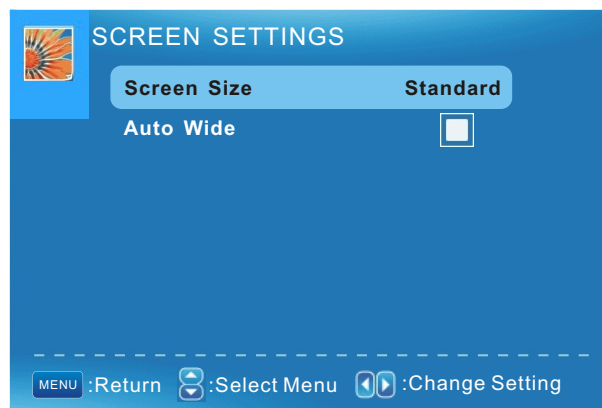 SCREEN SETTINGS
Screen Size Standard
Auto Wide
MENU :Return :Select Menu :Change Setting